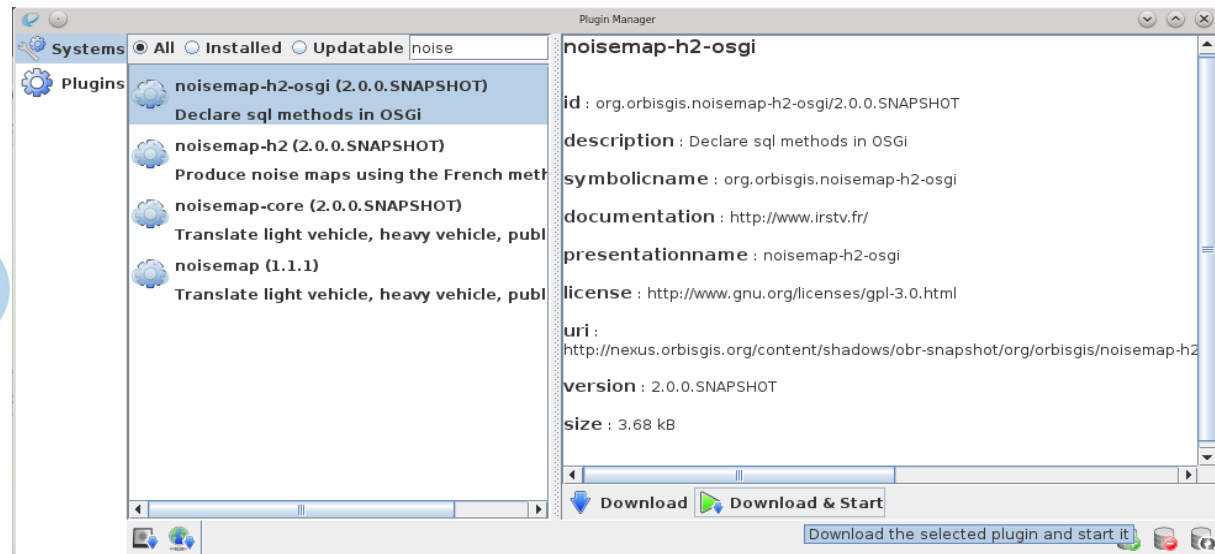 Plugin Manager
Systems
Plugins
All Installed Updatable noise
noisemap-h2-osgi (2.0.0.SNAPSHOT)
Declare sql methods in OSGi
noisemap-h2 (2.0.0.SNAPSHOT)
Produce noise maps using the French meth
noisemap-core (2.0.0.SNAPSHOT)
Translate light vehicle, heavy vehicle, publ
noisemap (1.1.1)
Translate light vehicle, heavy vehicle, publ
noisemap-h2-osgi
id : org.orbisgis.noisemap-h2-osgi/2.0.0.SNAPSHOT
description : Declare sql methods in OSGi
symbolicname : org.orbisgis.noisemap-h2-osgi
documentation : http://www.irstv.fr/
presentationname : noisemap-h2-osgi
license : http://www.gnu.org/licenses/gpl-3.0.html
uri :
http://nexus.orbisgis.org/content/shadows/obr-snapshot/org/orbisgis/noisemap-h2
version : 2.0.0.SNAPSHOT
size : 3.68 kB
Download Download & Start
Download the selected plugin and start it